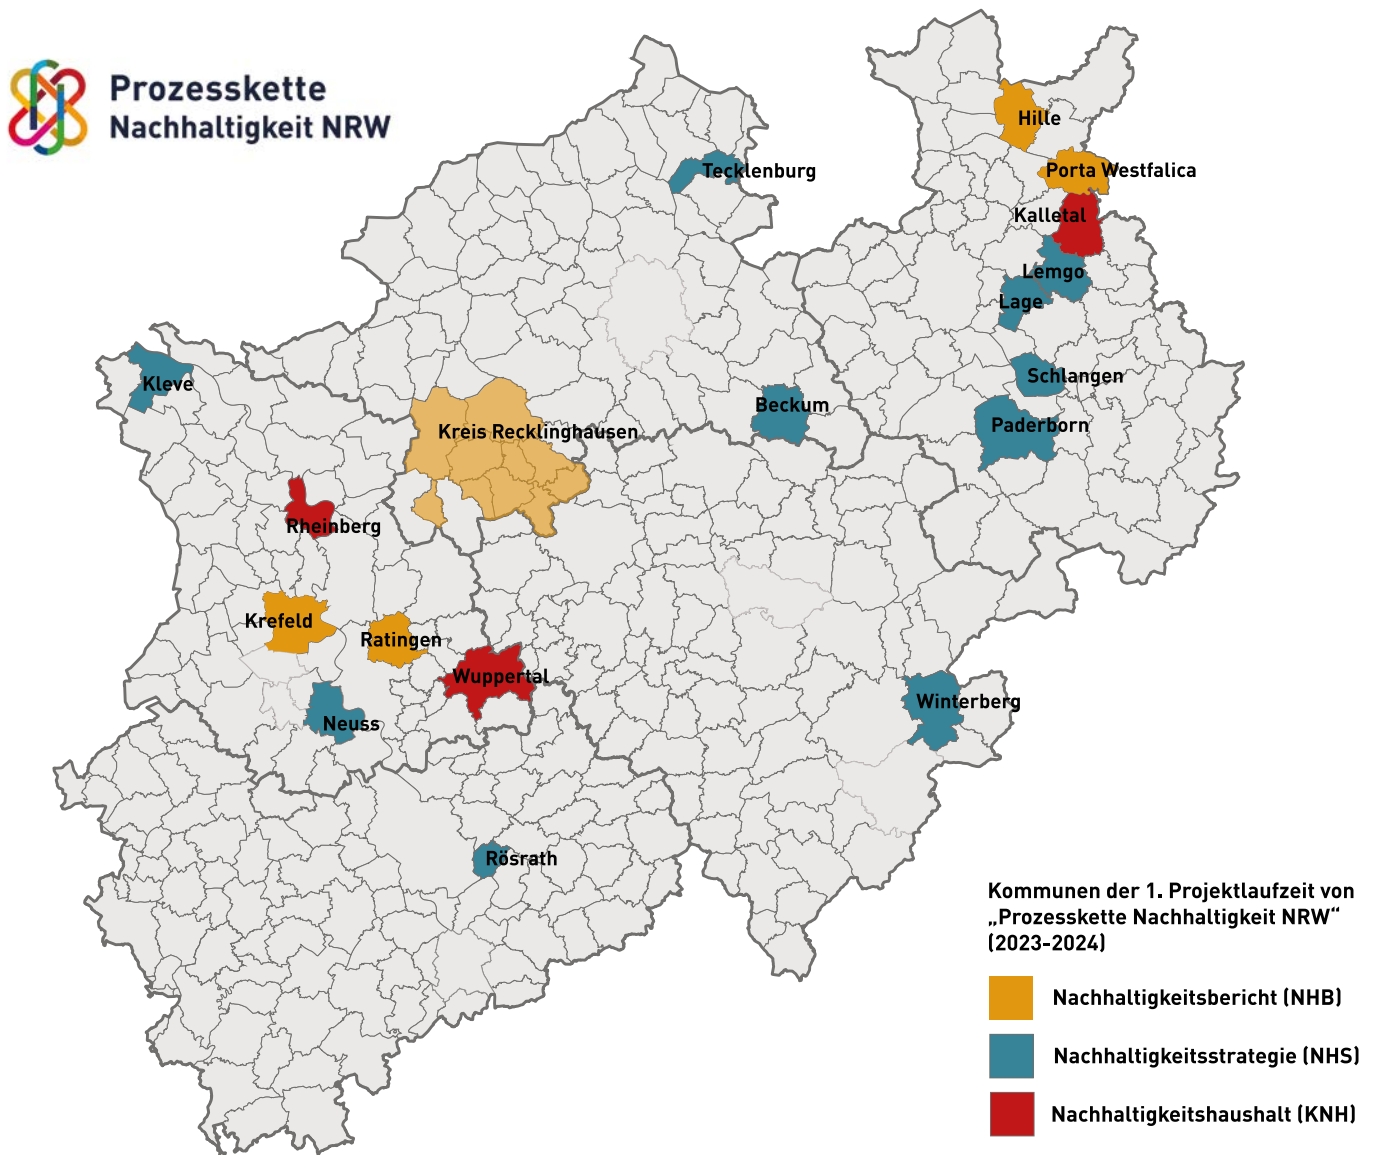 Prozesskette
Nachhaltigkeit NRW
Hille
Tecklenburg
Porta Westfalica
Kalletal
Lemgo
Lage
Kleve
Schlangen
Beckum
Paderborn
Kreis Recklinghausen
Rheinberg
Krefeld
Ratingen
Wuppertal
Winterberg
Neuss
Rösrath
Kommunen der 1. Projektlaufzeit von
„Prozesskette Nachhaltigkeit NRW“
(2023-2024)
Nachhaltigkeitsbericht (NHB)
Nachhaltigkeitsstrategie (NHS)
Nachhaltigkeitshaushalt (KNH)